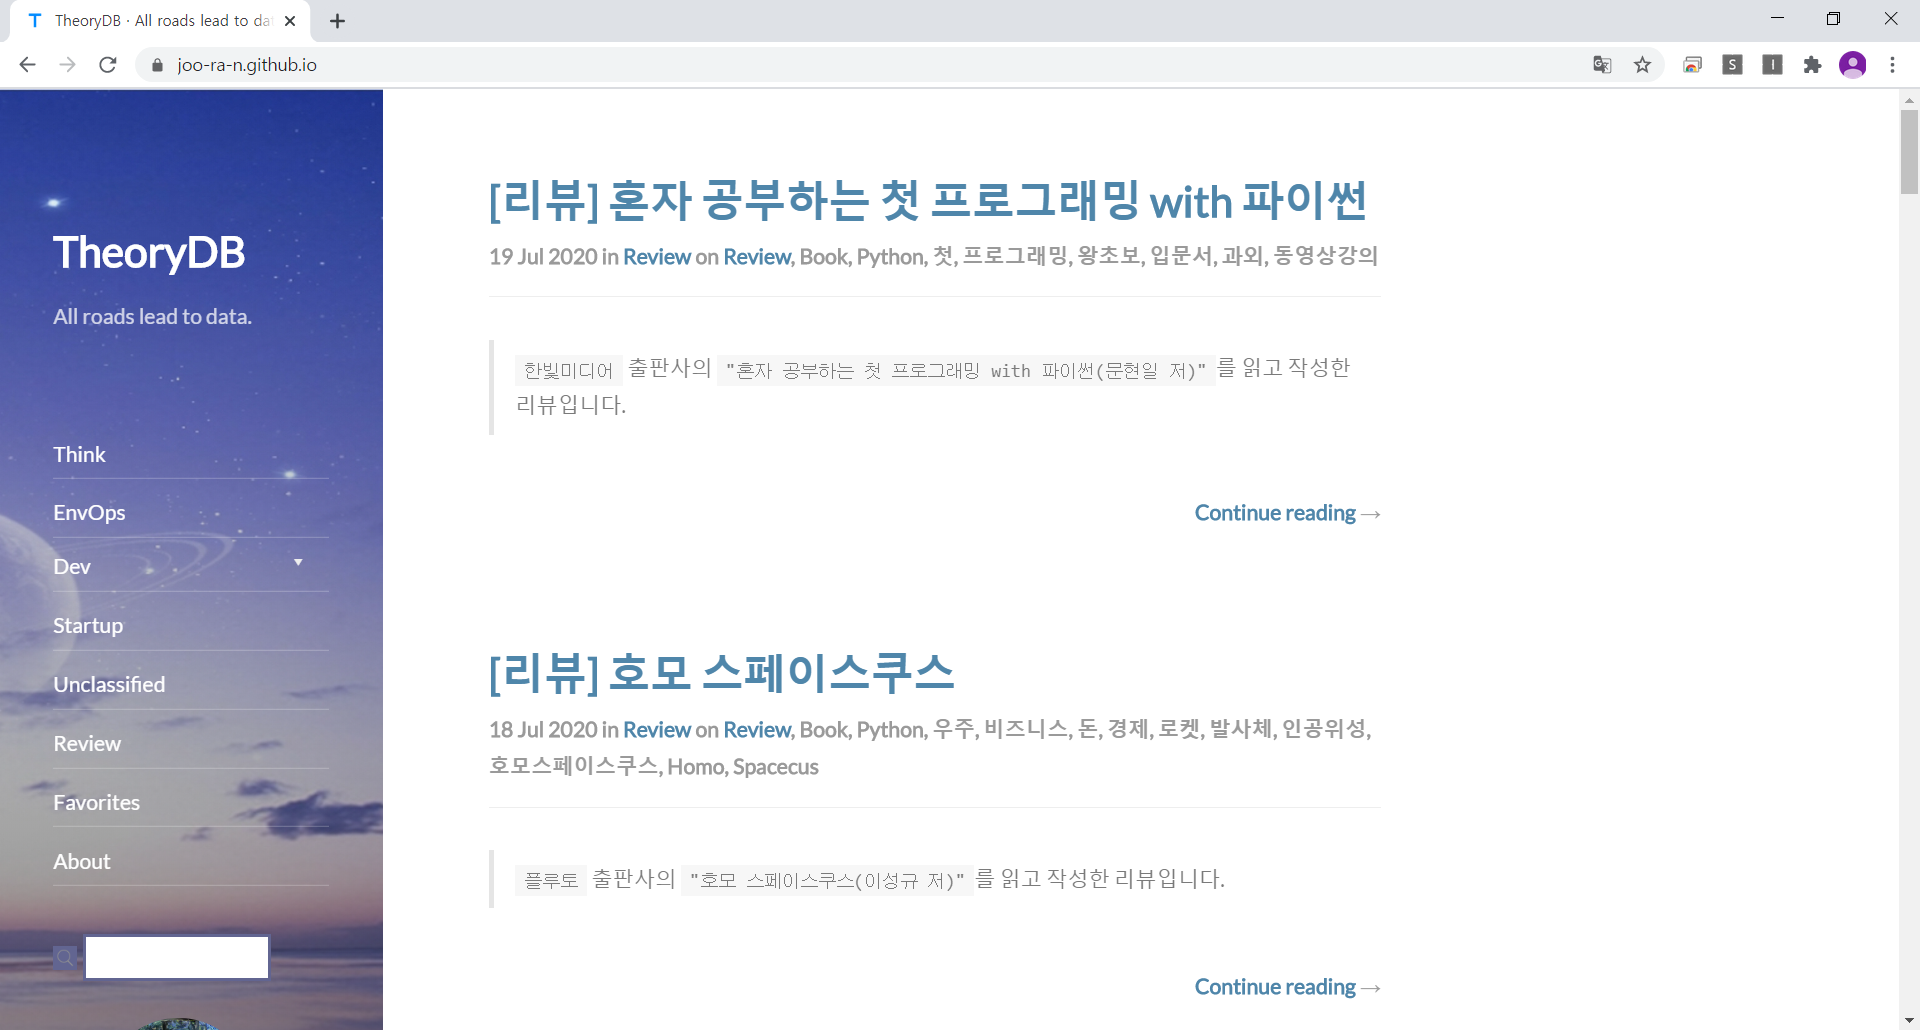 TheoryDB · All roads lead to da
joo-ra-n.github.io
S
I
TheoryDB
All roads lead to data.
Think
EnvOps
Dev
Startup
Unclassified
Review
Favorites
About
[리뷰] 혼자 공부하는 첫 프로그래밍 with 파이썬
19 Jul 2020 in Review on Review, Book, Python, 첫, 프로그래밍, 왕초보, 입문서, 과외, 동영상강의
한빛미디어 출판사의 "혼자 공부하는 첫 프로그래밍 with 파이썬(문현일 저)"를 읽고 작성한
리뷰입니다.
Continue reading →
[리뷰] 호모 스페이스쿠스
18 Jul 2020 in Review on Review, Book, Python, 우주, 비즈니스, 돈, 경제, 로켓, 발사체, 인공위성,
호모스페이스쿠스, Homo, Spacecus
플루토 출판사의 "호모 스페이스쿠스(이성규 저)"를 읽고 작성한 리뷰입니다.
Continue reading →